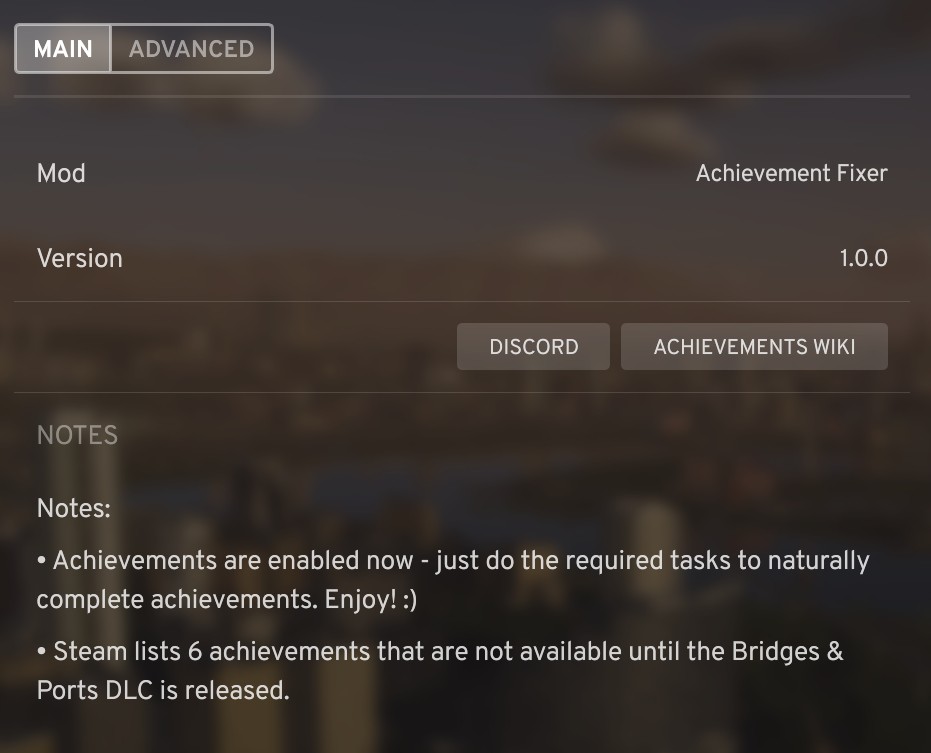 MAIN ADVANCED
Mod Achievement Fixer
Version 1.0.0
DISCORD ACHIEVEMENTS WIKI
NOTES
Notes:
• Achievements are enabled now - just do the required tasks to naturally
complete achievements. Enjoy! :)
• Steam lists 6 achievements that are not available until the Bridges &
Ports DLC is released.